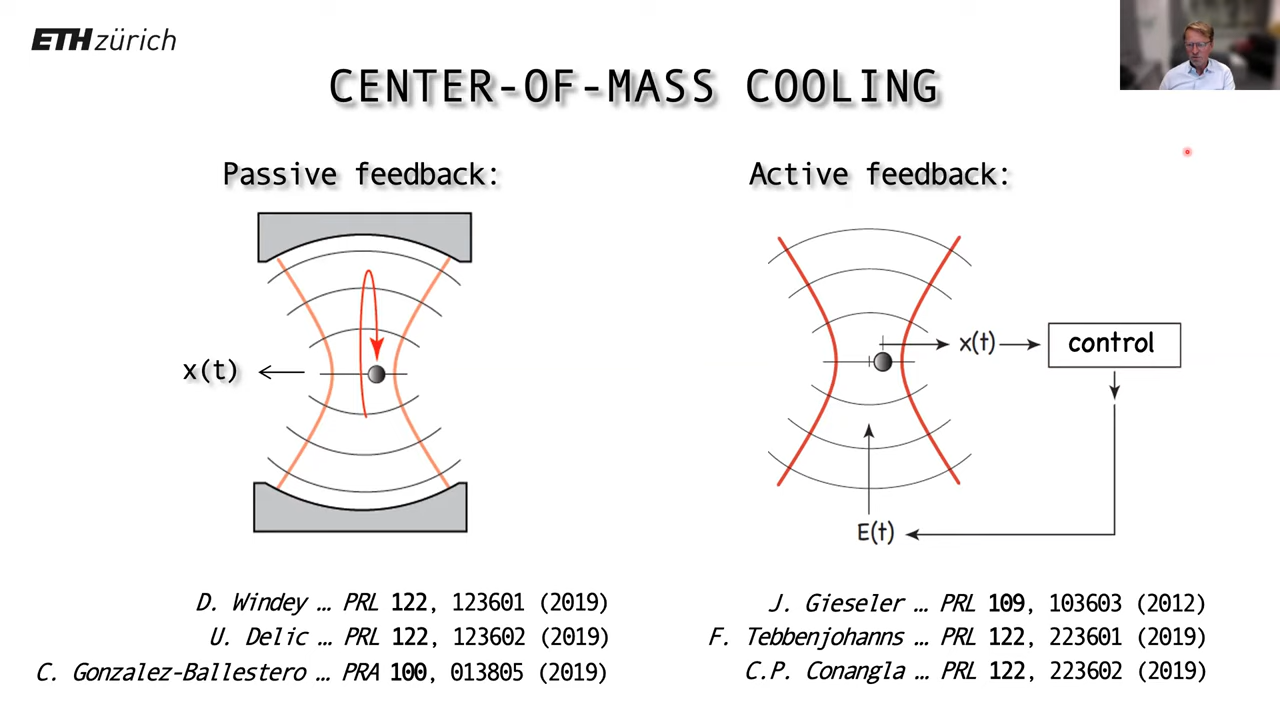 ETH zürich
CENTER-OF-MASS COOLING
Passive feedback:
x(t)
D. Windey … PRL 122, 123601 (2019)
U. Delic … PRL 122, 123602 (2019)
C. Gonzalez-Ballestero … PRA 100, 013805 (2019)
Active feedback:
x(t)
control
E(t)
J. Gieseler … PRL 109, 103603 (2012)
F. Tebbenjohanns … PRL 122, 223601 (2019)
C.P. Conangla … PRL 122, 223602 (2019)